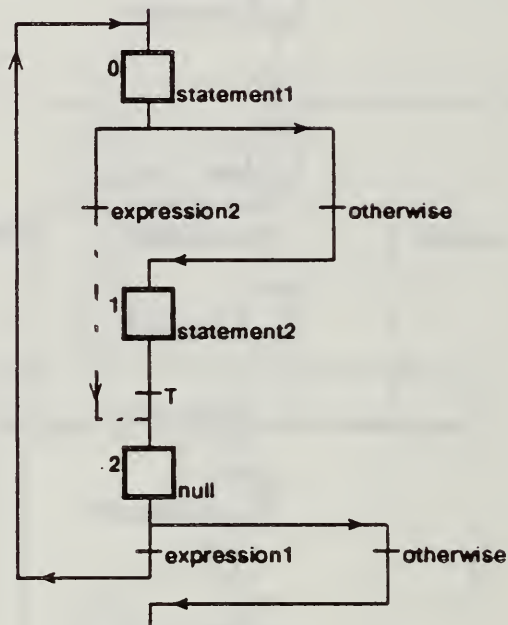 0
statement1
expression2
otherwise
1
statement2
T
2
null
expression1
otherwise